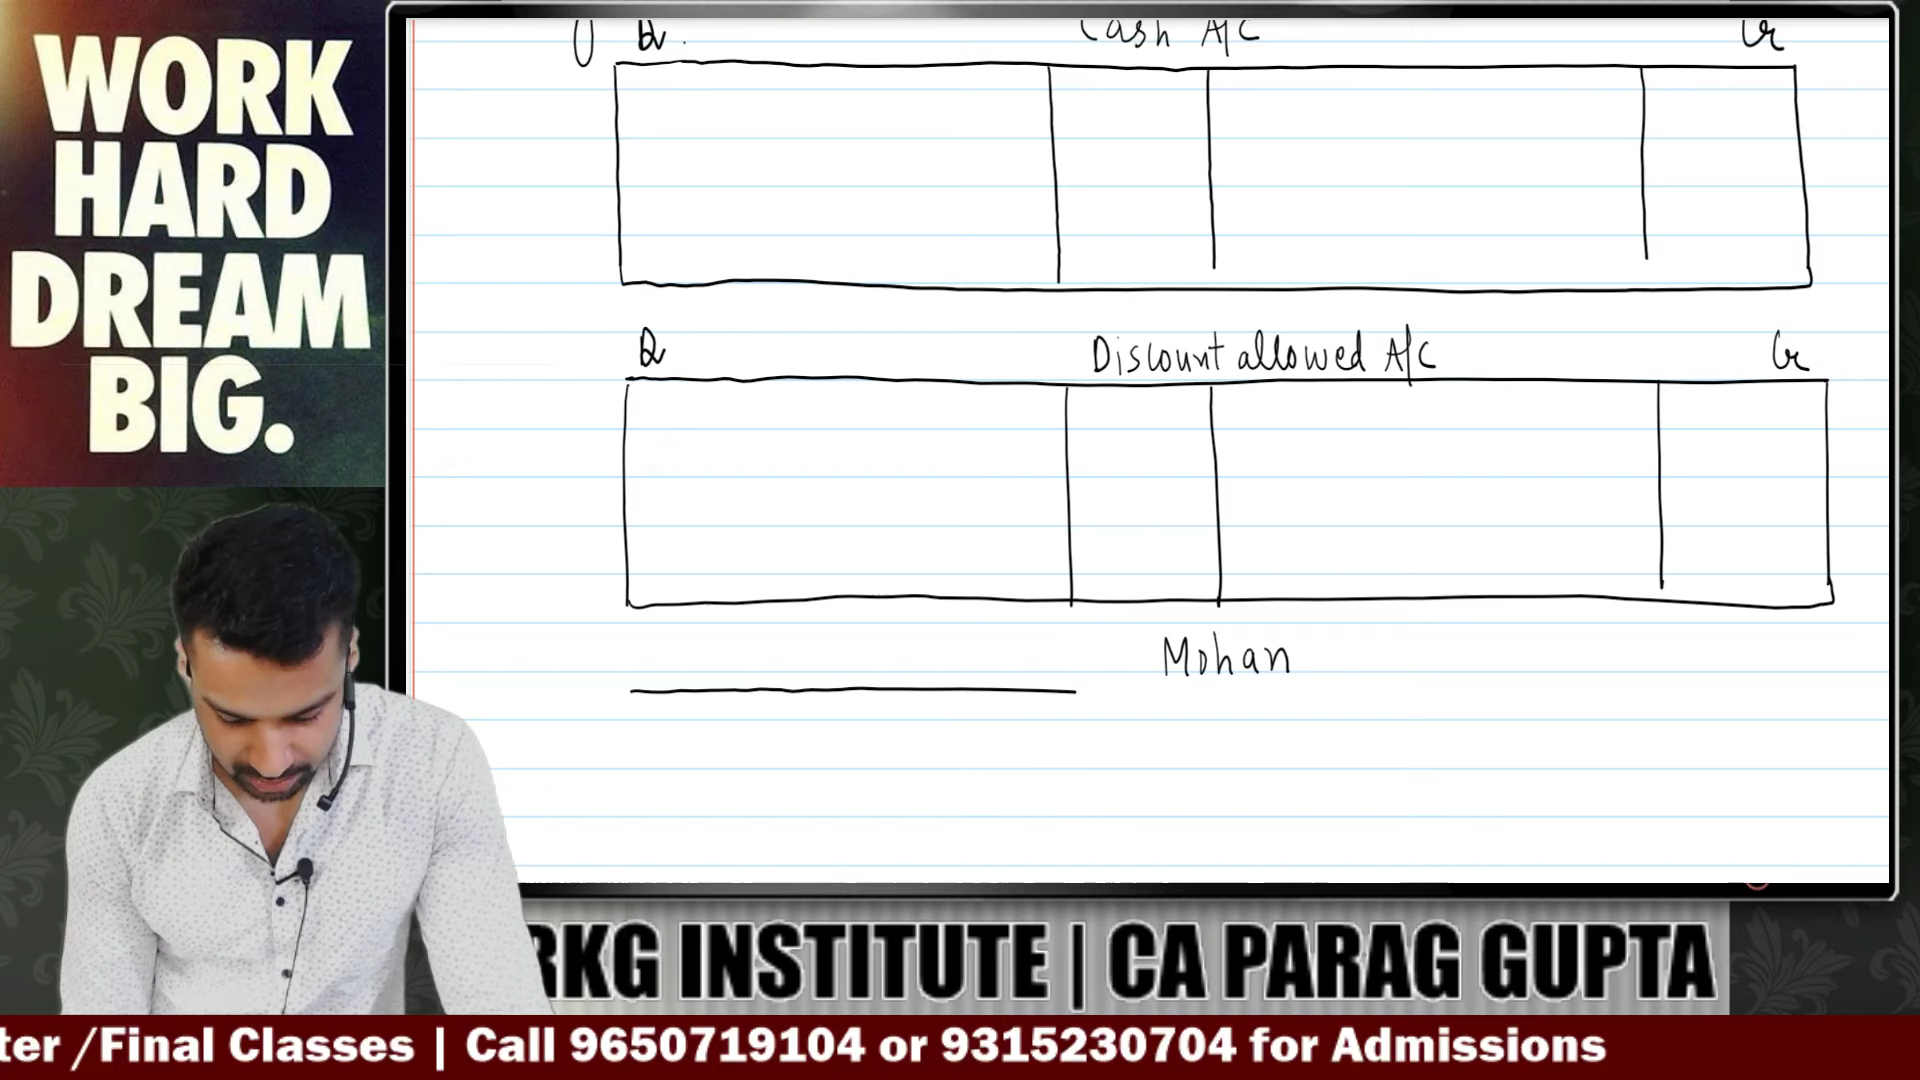 WORK
HARD
DREAM
BIG.
Dr. Cash A/C Cr
Dr Discount allowed A/C Cr
Mohan
RKG INSTITUTE | CA PARAG GUPTA
ter /Final Classes | Call 9650719104 or 9315230704 for Admissions